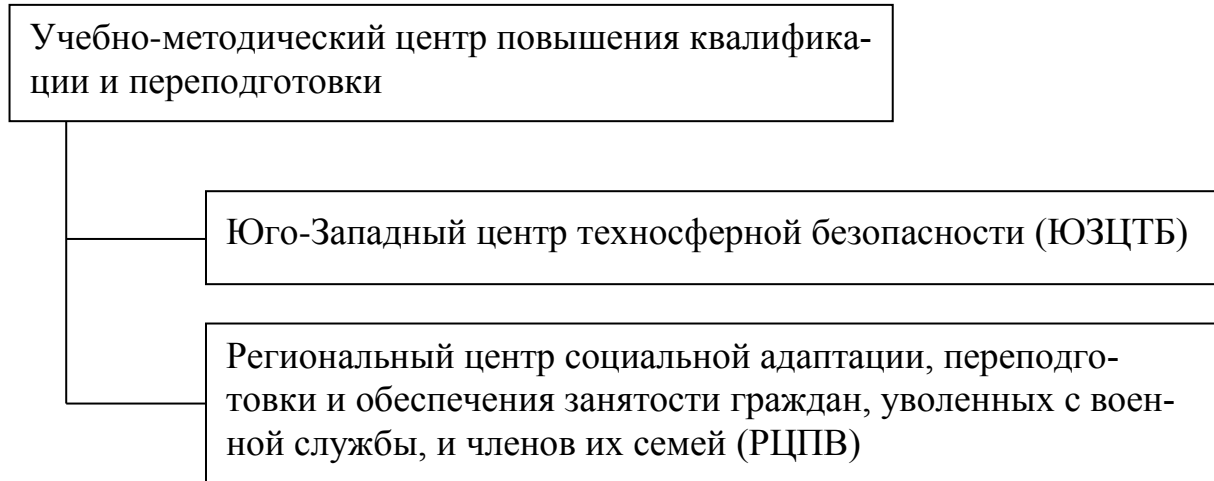 Учебно-методический центр повышения квалифика-
ции и переподготовки
Юго-Западный центр техносферной безопасности (ЮЗЦТБ)
Региональный центр социальной адаптации, переподго-
товки и обеспечения занятости граждан, уволенных с воен-
ной службы, и членов их семей (РЦПВ)